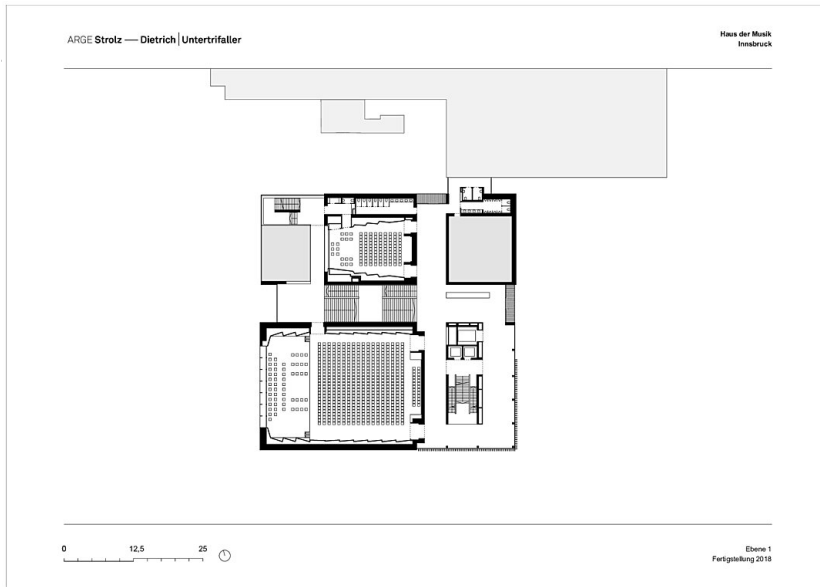 ARGE Strolz — Dietrich | Untertrifaller
Haus der Musik
Innsbruck
0 12,5 25
Ebene 1
Fertigstellung 2018